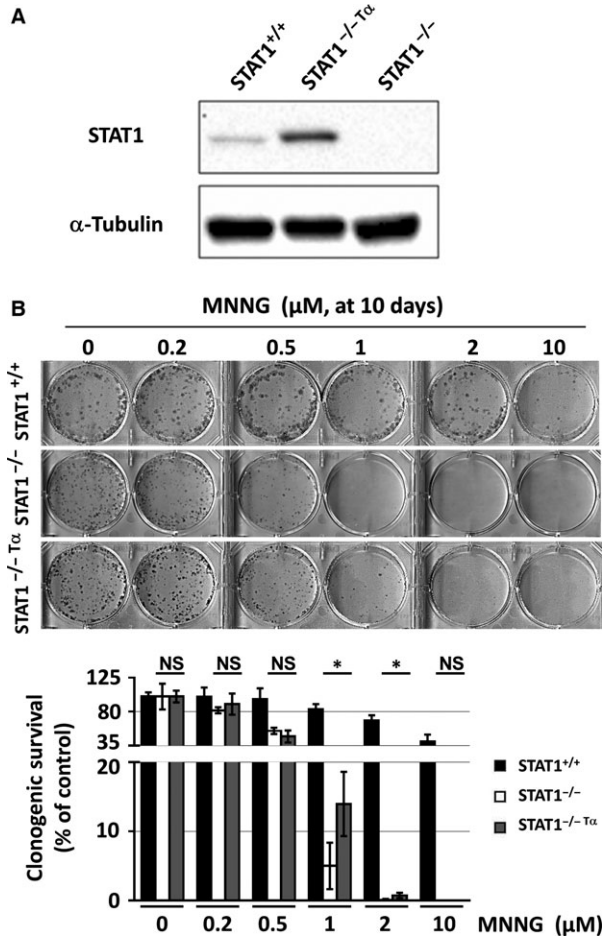 A
STAT1+/+
STAT1−/− Tα
STAT1−/−
STAT1
α-Tubulin
B
MNNG (μM, at 10 days)
0 0.2 0.5 1 2 10
STAT1+/+
STAT1−/−
STAT1−/− Tα
NS NS NS * * NS
Clonogenic survival
(% of control)
125
80
35
20
10
0
STAT1+/+
STAT1−/−
STAT1−/− Tα
0 0.2 0.5 1 2 10 MNNG (μM)